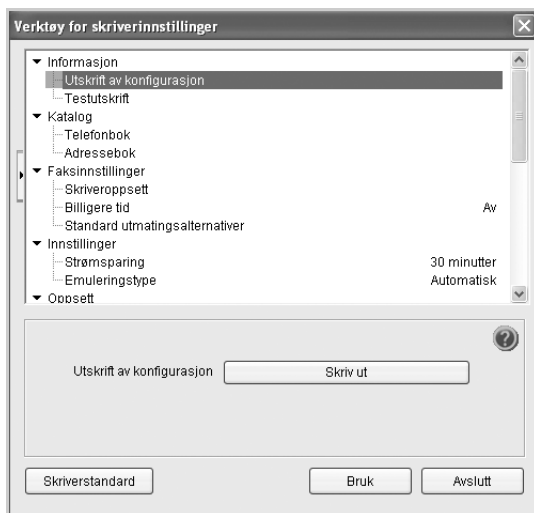 Verktøy for skriverinnstillinger
Informasjon
Utskrift av konfigurasjon
Testutskrift
Katalog
Telefonbok
Adressebok
Faksinnstillinger
Skriveroppsett
Billigere tid Av
Standard utmatingsalternativer
Innstillinger
Strømsparing 30 minutter
Emuleringstype Automatisk
Oppsett
?
Utskrift av konfigurasjon Skriv ut
Skriverstandard Bruk Avslutt